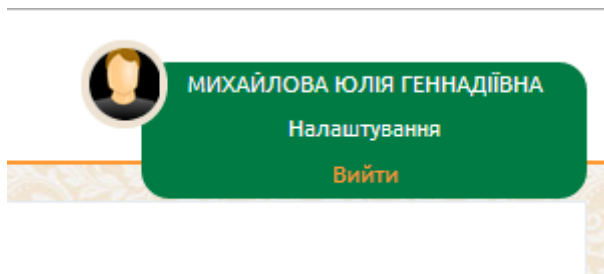 МИХАЙЛОВА ЮЛІЯ ГЕННАДІЇВНА
Налаштування
Вийти